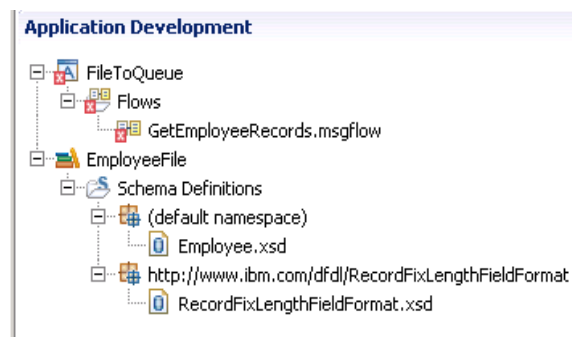 Application Development
FileToQueue
Flows
GetEmployeeRecords.msgflow
EmployeeFile
Schema Definitions
(default namespace)
Employee.xsd
http://www.ibm.com/dfdl/RecordFixLengthFieldFormat
RecordFixLengthFieldFormat.xsd